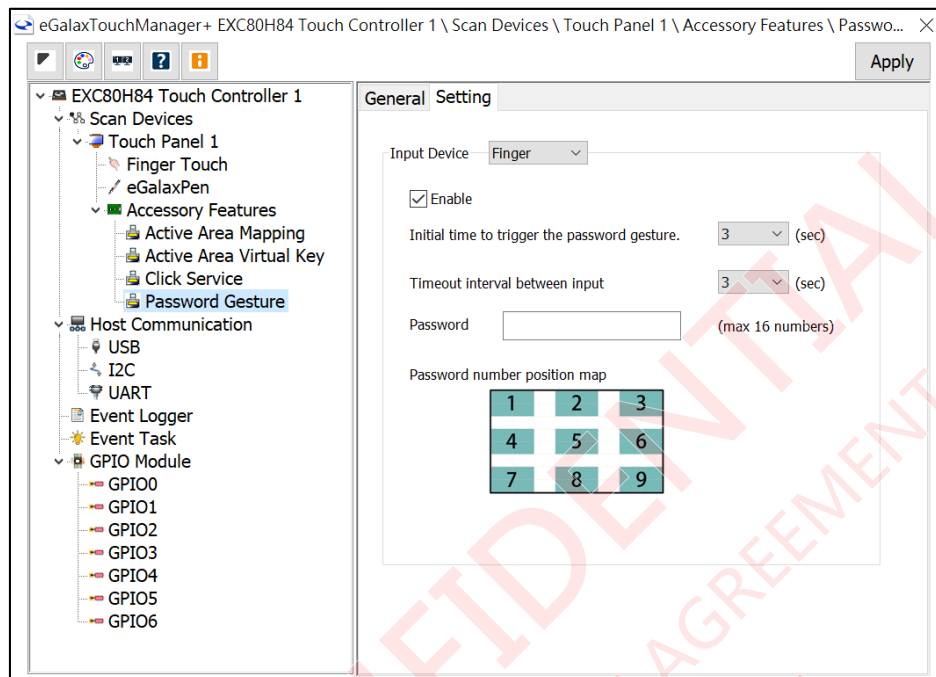 eGalaxTouchManager+ EXC80H84 Touch Controller 1 \ Scan Devices \ Touch Panel 1 \ Accessory Features \ Passwo...
Apply
EXC80H84 Touch Controller 1
Scan Devices
Touch Panel 1
Finger Touch
eGalaxPen
Accessory Features
Active Area Mapping
Active Area Virtual Key
Click Service
Password Gesture
Host Communication
USB
I2C
UART
Event Logger
Event Task
GPIO Module
GPIO0
GPIO1
GPIO2
GPIO3
GPIO4
GPIO5
GPIO6
General Setting
Input Device Finger
Enable
Initial time to trigger the password gesture. 3 (sec)
Timeout interval between input 3 (sec)
Password (max 16 numbers)
Password number position map
1 2 3
4 5 6
7 8 9
FIDENTIAL
AGREEMENT